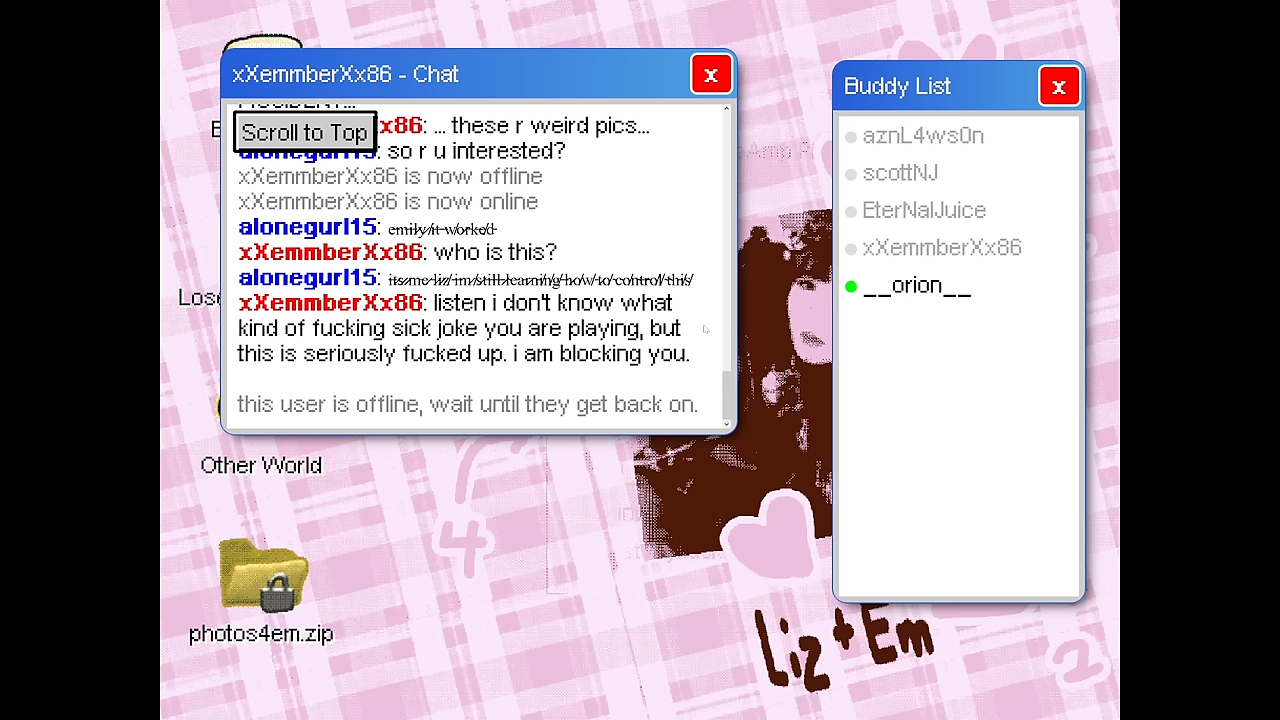 xXemmberXx86 - Chat
x
Scroll to Top
x86: ... these r weird pics...
alonegurl15: so r u interested?
xXemmberXx86 is now offline
xXemmberXx86 is now online
alonegurl15: emily/it worked
xXemmberXx86: who is this?
alonegurl15: its/me liz/im/still learning/how/to/control/this/
xXemmberXx86: listen i don't know what
kind of fucking sick joke you are playing, but
this is seriously fucked up. i am blocking you.
this user is offline, wait until they get back on.
Buddy List
x
aznL4ws0n
scottNJ
EterNalJuice
xXemmberXx86
__orion__
Lose
Other World
photos4em.zip
4
Liz + Em
2